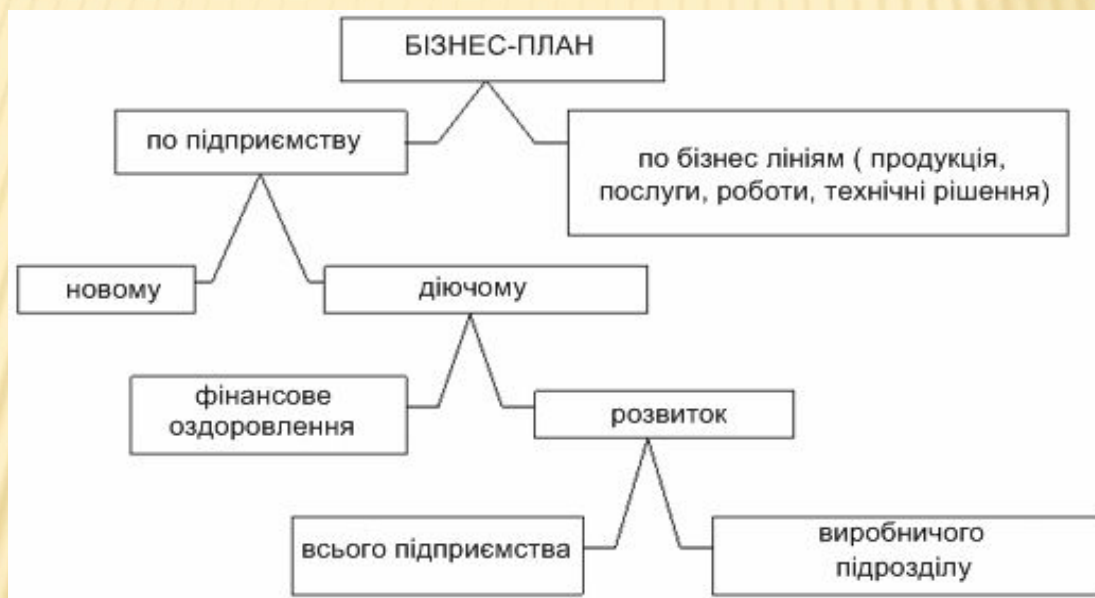 БІЗНЕС-ПЛАН
по підприємству
по бізнес лініям ( продукція,
послуги, роботи, технічні рішення)
новому
діючому
фінансове
оздоровлення
розвиток
всього підприємства
виробничого
підрозділу